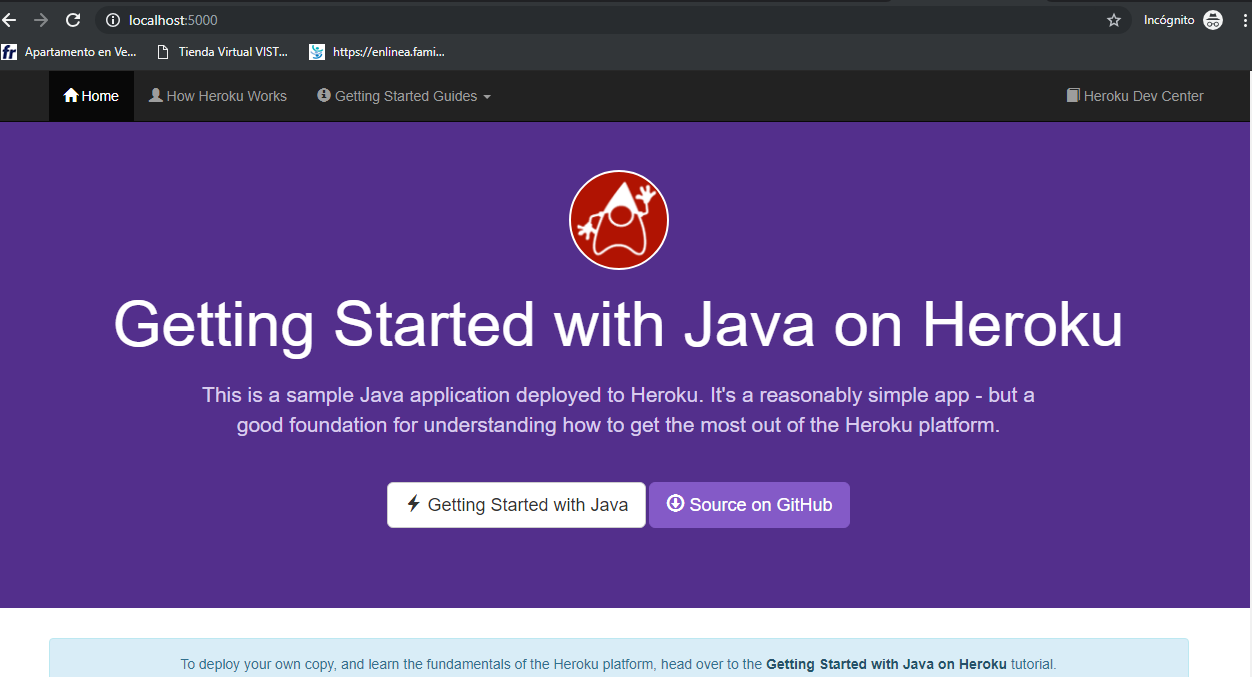 localhost:5000
Incógnito
fr Apartamento en Ve... Tienda Virtual VIST... https://enlinea.fami...
Home How Heroku Works Getting Started Guides Heroku Dev Center
Getting Started with Java on Heroku
This is a sample Java application deployed to Heroku. It's a reasonably simple app - but a
good foundation for understanding how to get the most out of the Heroku platform.
Getting Started with Java Source on GitHub
To deploy your own copy, and learn the fundamentals of the Heroku platform, head over to the Getting Started with Java on Heroku tutorial.